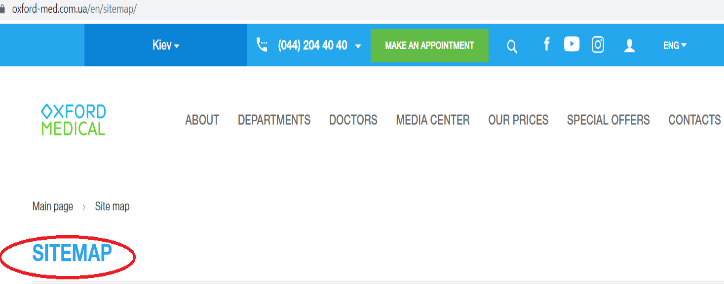 oxford-med.com.ua/en/sitemap/
Kiev
(044) 204 40 40
MAKE AN APPOINTMENT
f
ENG
OXFORD
MEDICAL
ABOUT DEPARTMENTS DOCTORS MEDIA CENTER OUR PRICES SPECIAL OFFERS CONTACTS
Main page › Site map
SITEMAP